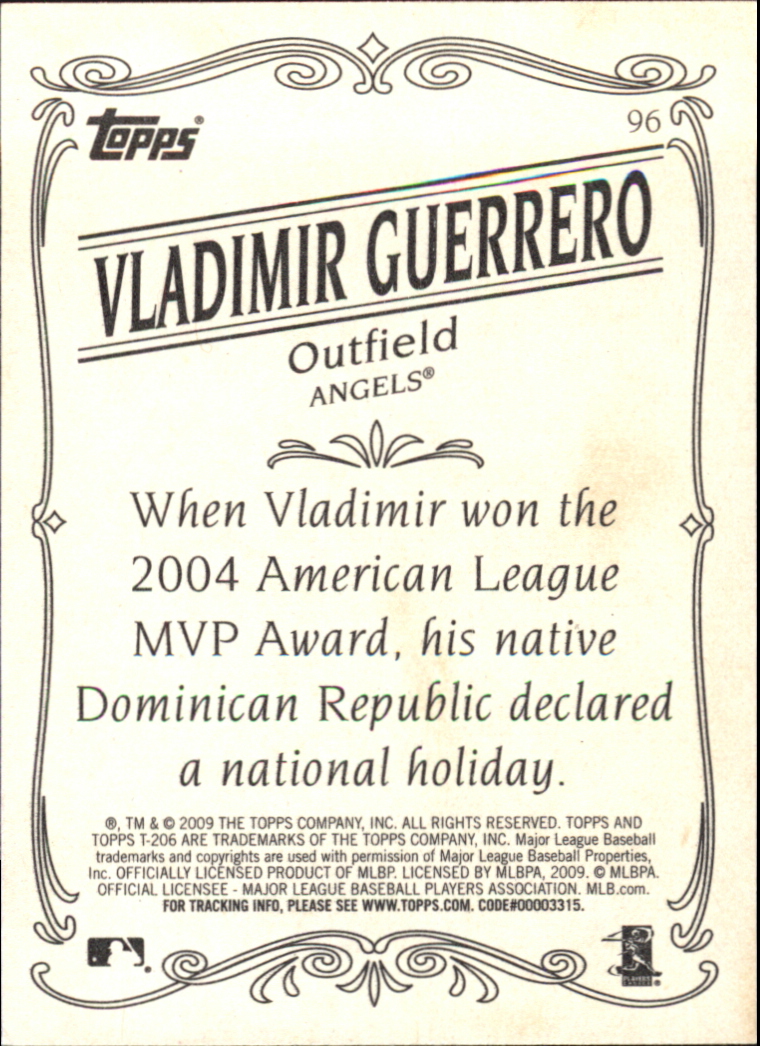 Topps®
96
VLADIMIR GUERRERO
Outfield
ANGELS®
When Vladimir won the
2004 American League
MVP Award, his native
Dominican Republic declared
a national holiday.
®, TM & © 2009 THE TOPPS COMPANY, INC. ALL RIGHTS RESERVED. TOPPS AND
TOPPS T-206 ARE TRADEMARKS OF THE TOPPS COMPANY, INC. Major League Baseball
trademarks and copyrights are used with permission of Major League Baseball Properties,
Inc. OFFICIALLY LICENSED PRODUCT OF MLBP. LICENSED BY MLBPA, 2009. © MLBPA.
OFFICIAL LICENSEE - MAJOR LEAGUE BASEBALL PLAYERS ASSOCIATION. MLB.com.
FOR TRACKING INFO, PLEASE SEE WWW.TOPPS.COM. CODE#00003315.
PLAYERS
CHOICE